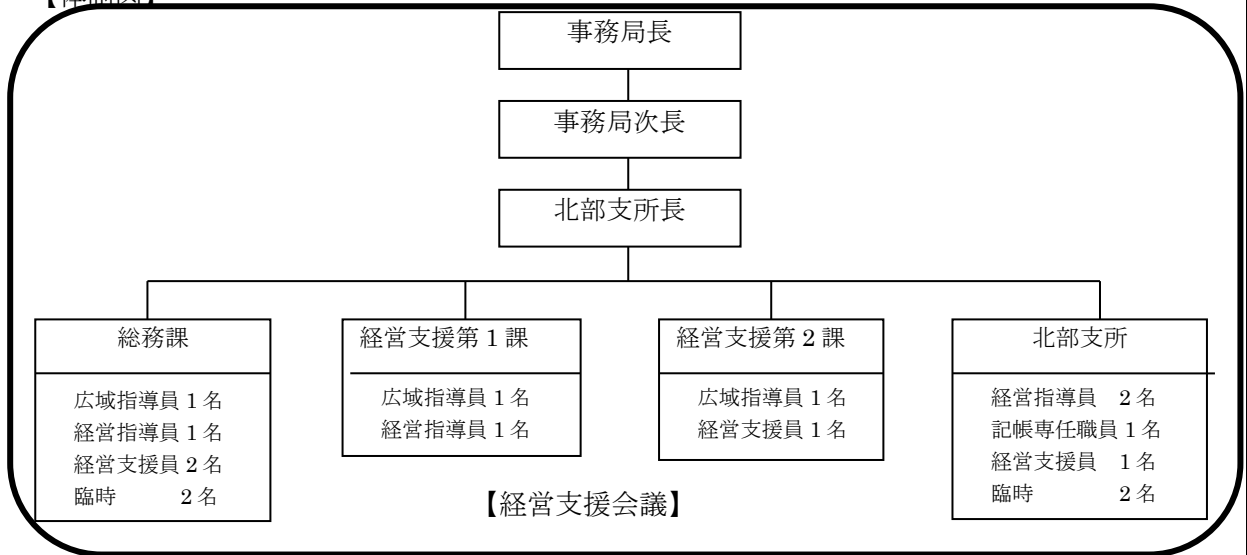 事務局長
事務局次長
北部支所長
総務課
広域指導員 1 名
経営指導員 1 名
経営支援員 2 名
臨時 2 名
経営支援第 1 課
広域指導員 1 名
経営指導員 1 名
経営支援第 2 課
広域指導員 1 名
経営支援員 1 名
北部支所
経営指導員 2 名
記帳専任職員 1 名
経営支援員 1 名
臨時 2 名
【経営支援会議】